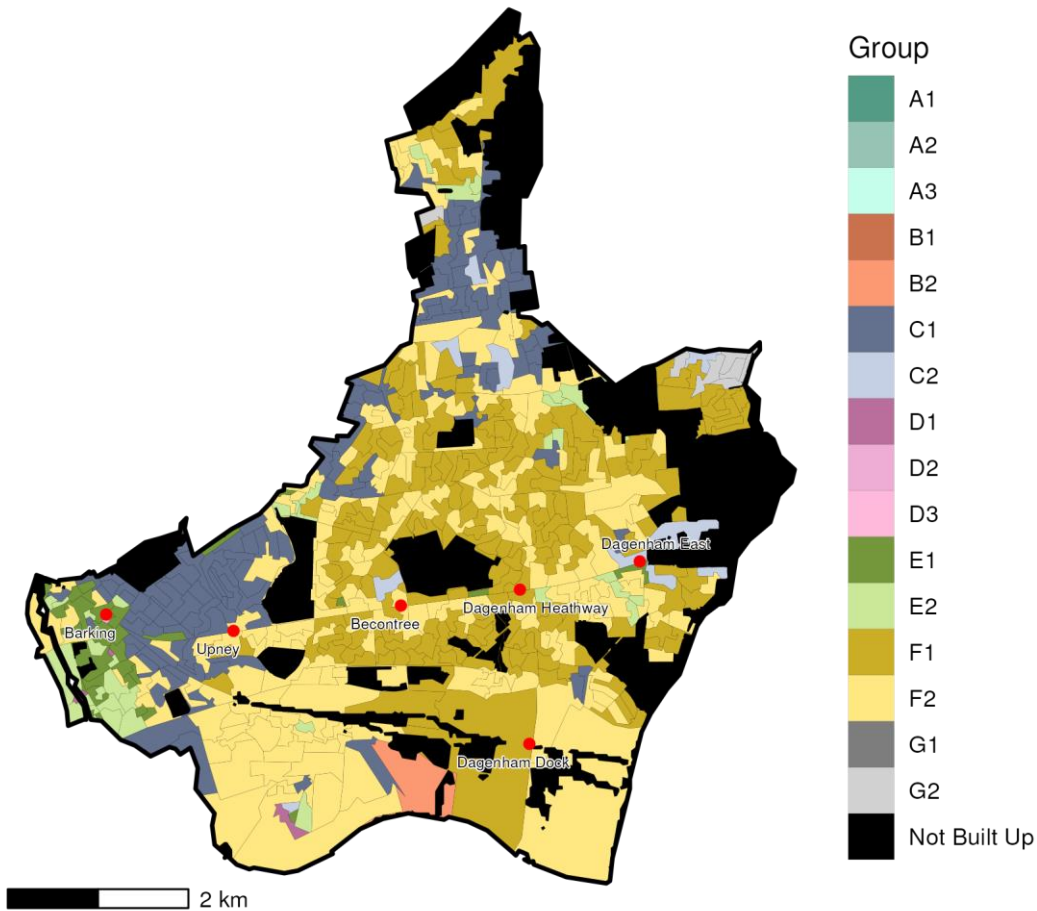 Group
A1
A2
A3
B1
B2
C1
C2
D1
D2
D3
E1
E2
F1
F2
G1
G2
Not Built Up
Dagenham East
Dagenham Heathway
Becontree
Barking
Upney
Dagenham Dock
2 km